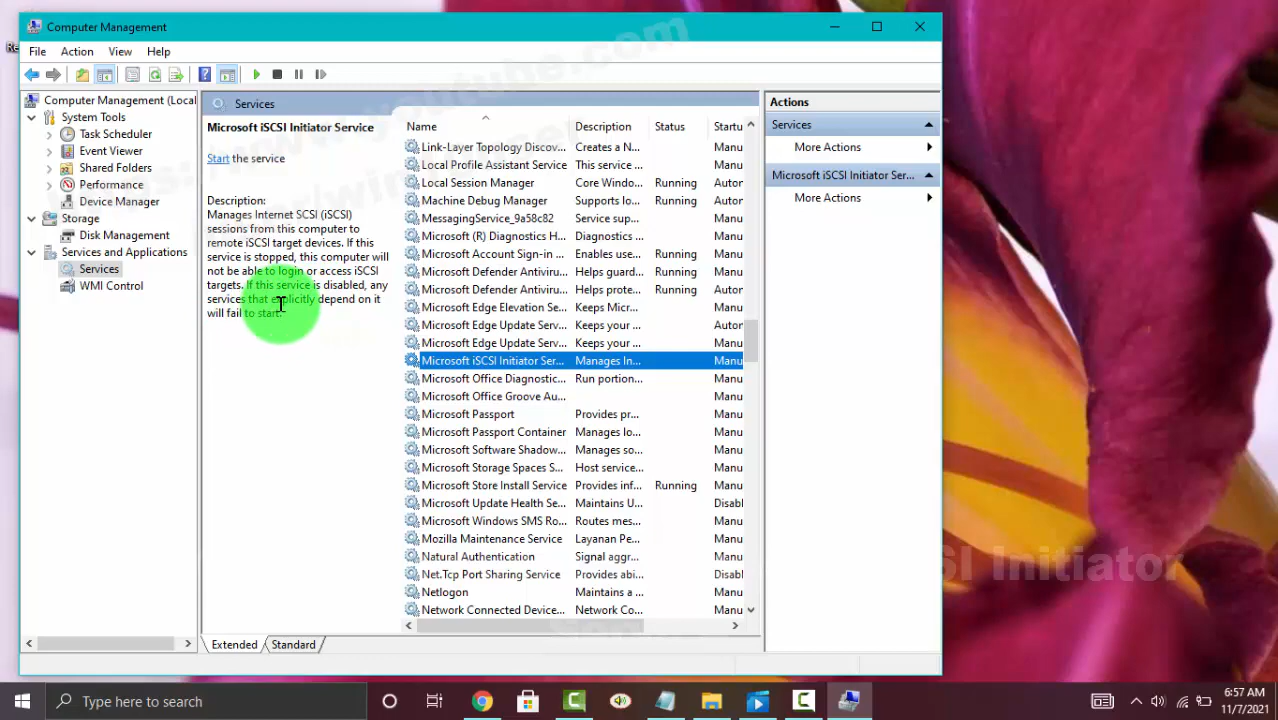 Computer Management
File Action View Help
Computer Management (Local
System Tools
Task Scheduler
Event Viewer
Shared Folders
Performance
Device Manager
Storage
Disk Management
Services and Applications
Services
WMI Control
Services
Microsoft iSCSI Initiator Service
Start the service
Description:
Manages Internet SCSI (iSCSI)
sessions from this computer to
remote iSCSI target devices. If this
service is stopped, this computer will
not be able to login or access iSCSI
targets. If this service is disabled, any
services that explicitly depend on it
will fail to start.
Name Description Status Startu
Link-Layer Topology Discov... Creates a N... Manu
Local Profile Assistant Service This service ... Manu
Local Session Manager Core Windo... Running Autor
Machine Debug Manager Supports lo... Running Manu
MessagingService_9a58c82 Service sup... Manu
Microsoft (R) Diagnostics H... Diagnostics ... Manu
Microsoft Account Sign-in ... Enables use... Running Manu
Microsoft Defender Antiviru... Helps guard... Running Manu
Microsoft Defender Antiviru... Helps prote... Running Manu
Microsoft Edge Elevation Se... Keeps Micr... Manu
Microsoft Edge Update Serv... Keeps your ... Autor
Microsoft Edge Update Serv... Keeps your ... Manu
Microsoft iSCSI Initiator Ser... Manages In... Manu
Microsoft Office Diagnostic... Run portion... Manu
Microsoft Office Groove Au... Manu
Microsoft Passport Provides pr... Manu
Microsoft Passport Container Manages lo... Manu
Microsoft Software Shadow... Manages so... Manu
Microsoft Storage Spaces S... Host service... Manu
Microsoft Store Install Service Provides inf... Running Manu
Microsoft Update Health Se... Maintains U... Disabl
Microsoft Windows SMS Ro... Routes mes... Manu
Mozilla Maintenance Service Layanan Pe... Manu
Natural Authentication Signal aggr... Manu
Net.Tcp Port Sharing Service Provides abi... Disabl
Netlogon Maintains a ... Manu
Network Connected Device... Network Co... Manu
Extended Standard
Actions
Services
More Actions
Microsoft iSCSI Initiator Ser...
More Actions
SI Initiator
Type here to search
6:57 AM
11/7/2021